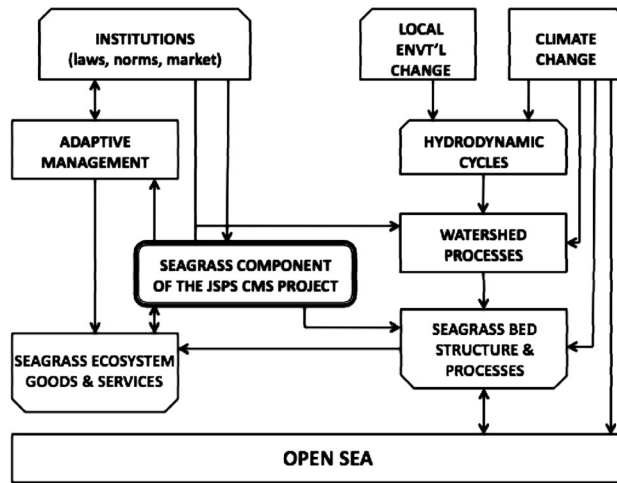 INSTITUTIONS
(laws, norms, market)
LOCAL
ENVT'L
CHANGE
CLIMATE
CHANGE
ADAPTIVE
MANAGEMENT
HYDRODYNAMIC
CYCLES
WATERSHED
PROCESSES
SEAGRASS COMPONENT
OF THE JSPS CMS PROJECT
SEAGRASS ECOSYSTEM
GOODS & SERVICES
SEAGRASS BED
STRUCTURE &
PROCESSES
OPEN SEA